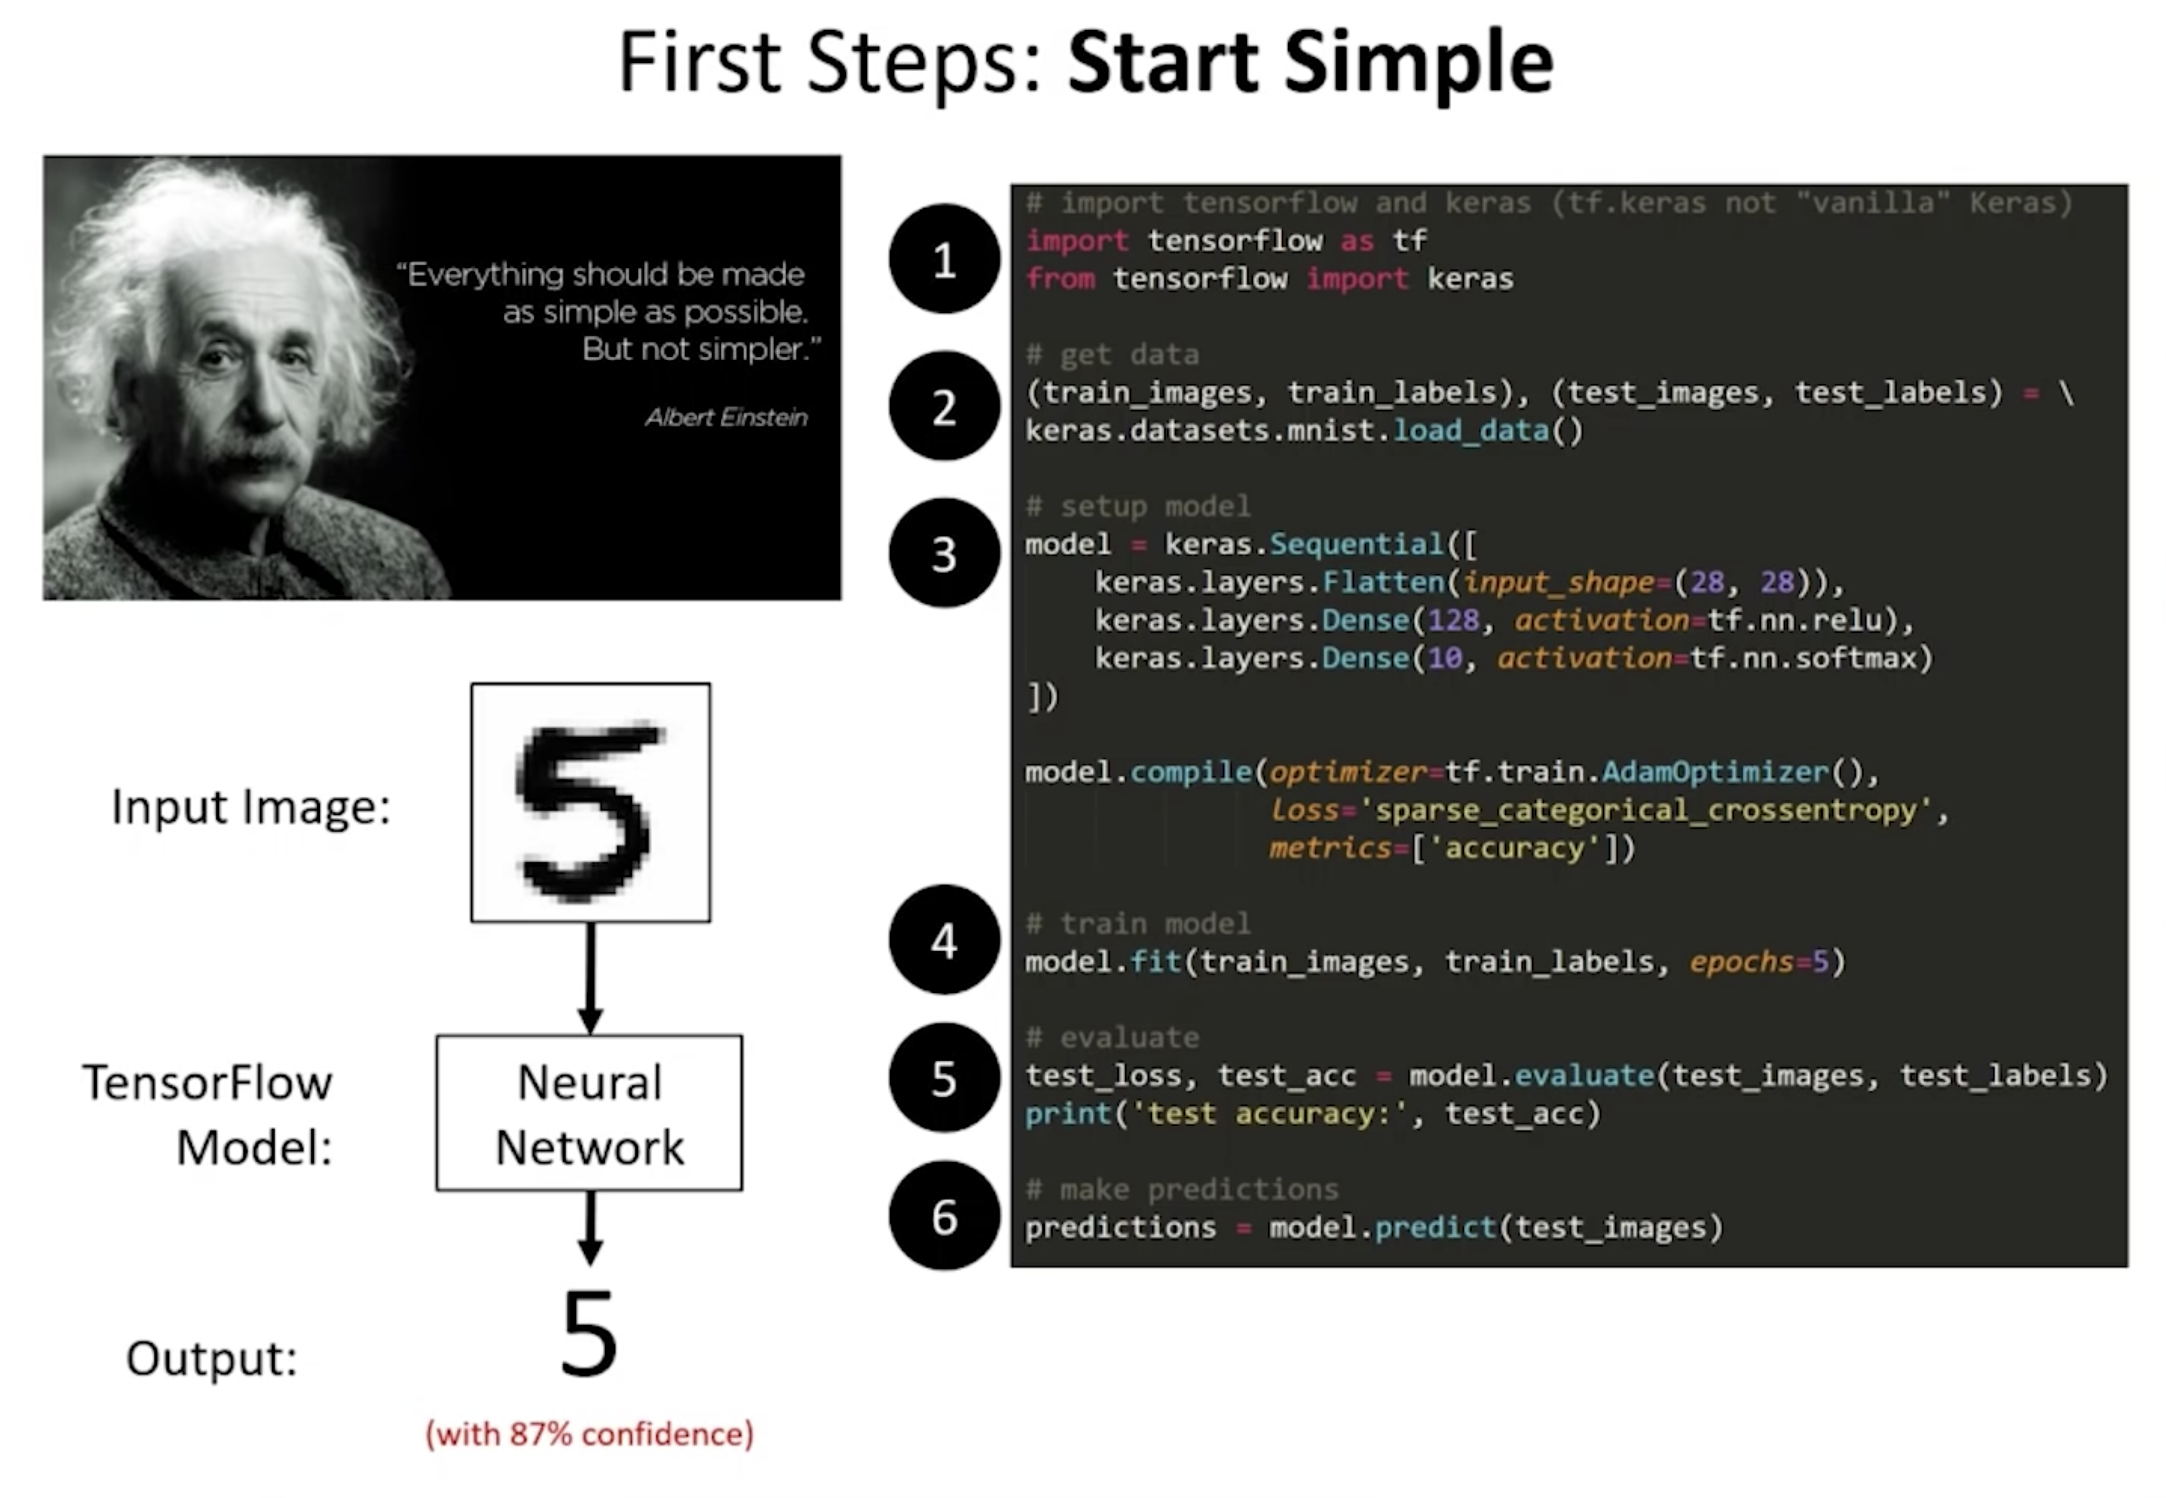 First Steps: Start Simple
“Everything should be made
as simple as possible.
But not simpler.”
Albert Einstein
Input Image:
5
TensorFlow
Model:
Neural
Network
Output:
5
(with 87% confidence)
1
# import tensorflow and keras (tf.keras not "vanilla" Keras)
import tensorflow as tf
from tensorflow import keras
2
# get data
(train_images, train_labels), (test_images, test_labels) = \
keras.datasets.mnist.load_data()
3
# setup model
model = keras.Sequential([
    keras.layers.Flatten(input_shape=(28, 28)),
    keras.layers.Dense(128, activation=tf.nn.relu),
    keras.layers.Dense(10, activation=tf.nn.softmax)
])
model.compile(optimizer=tf.train.AdamOptimizer(),
              loss='sparse_categorical_crossentropy',
              metrics=['accuracy'])
4
# train model
model.fit(train_images, train_labels, epochs=5)
5
# evaluate
test_loss, test_acc = model.evaluate(test_images, test_labels)
print('test accuracy:', test_acc)
6
# make predictions
predictions = model.predict(test_images)